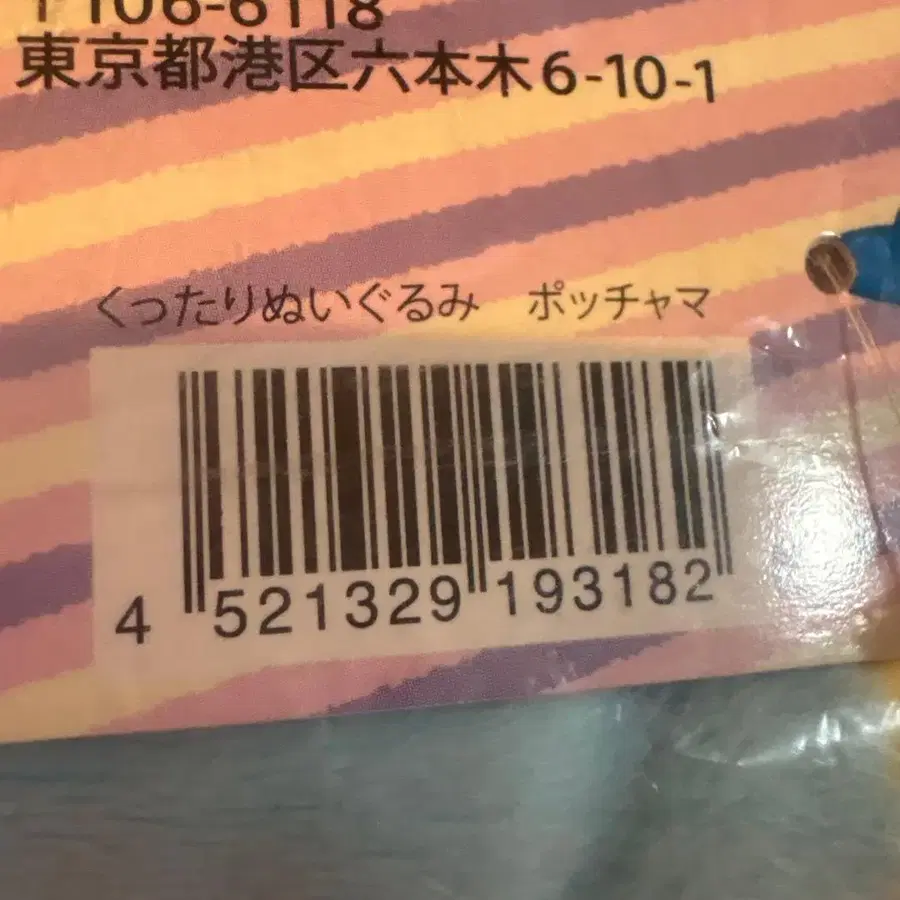 〒106-6118
東京都港区六本木6-10-1
くったりぬいぐるみ ポッチャマ
4 521329 193182